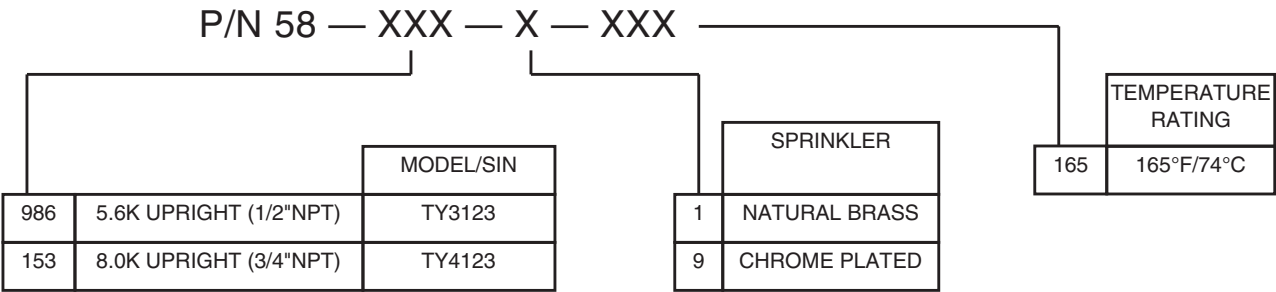 P/N 58 — XXX — X — XXX
TEMPERATURE
RATING
165 165°F/74°C
SPRINKLER
1 NATURAL BRASS
9 CHROME PLATED
MODEL/SIN
986 5.6K UPRIGHT (1/2"NPT) TY3123
153 8.0K UPRIGHT (3/4"NPT) TY4123